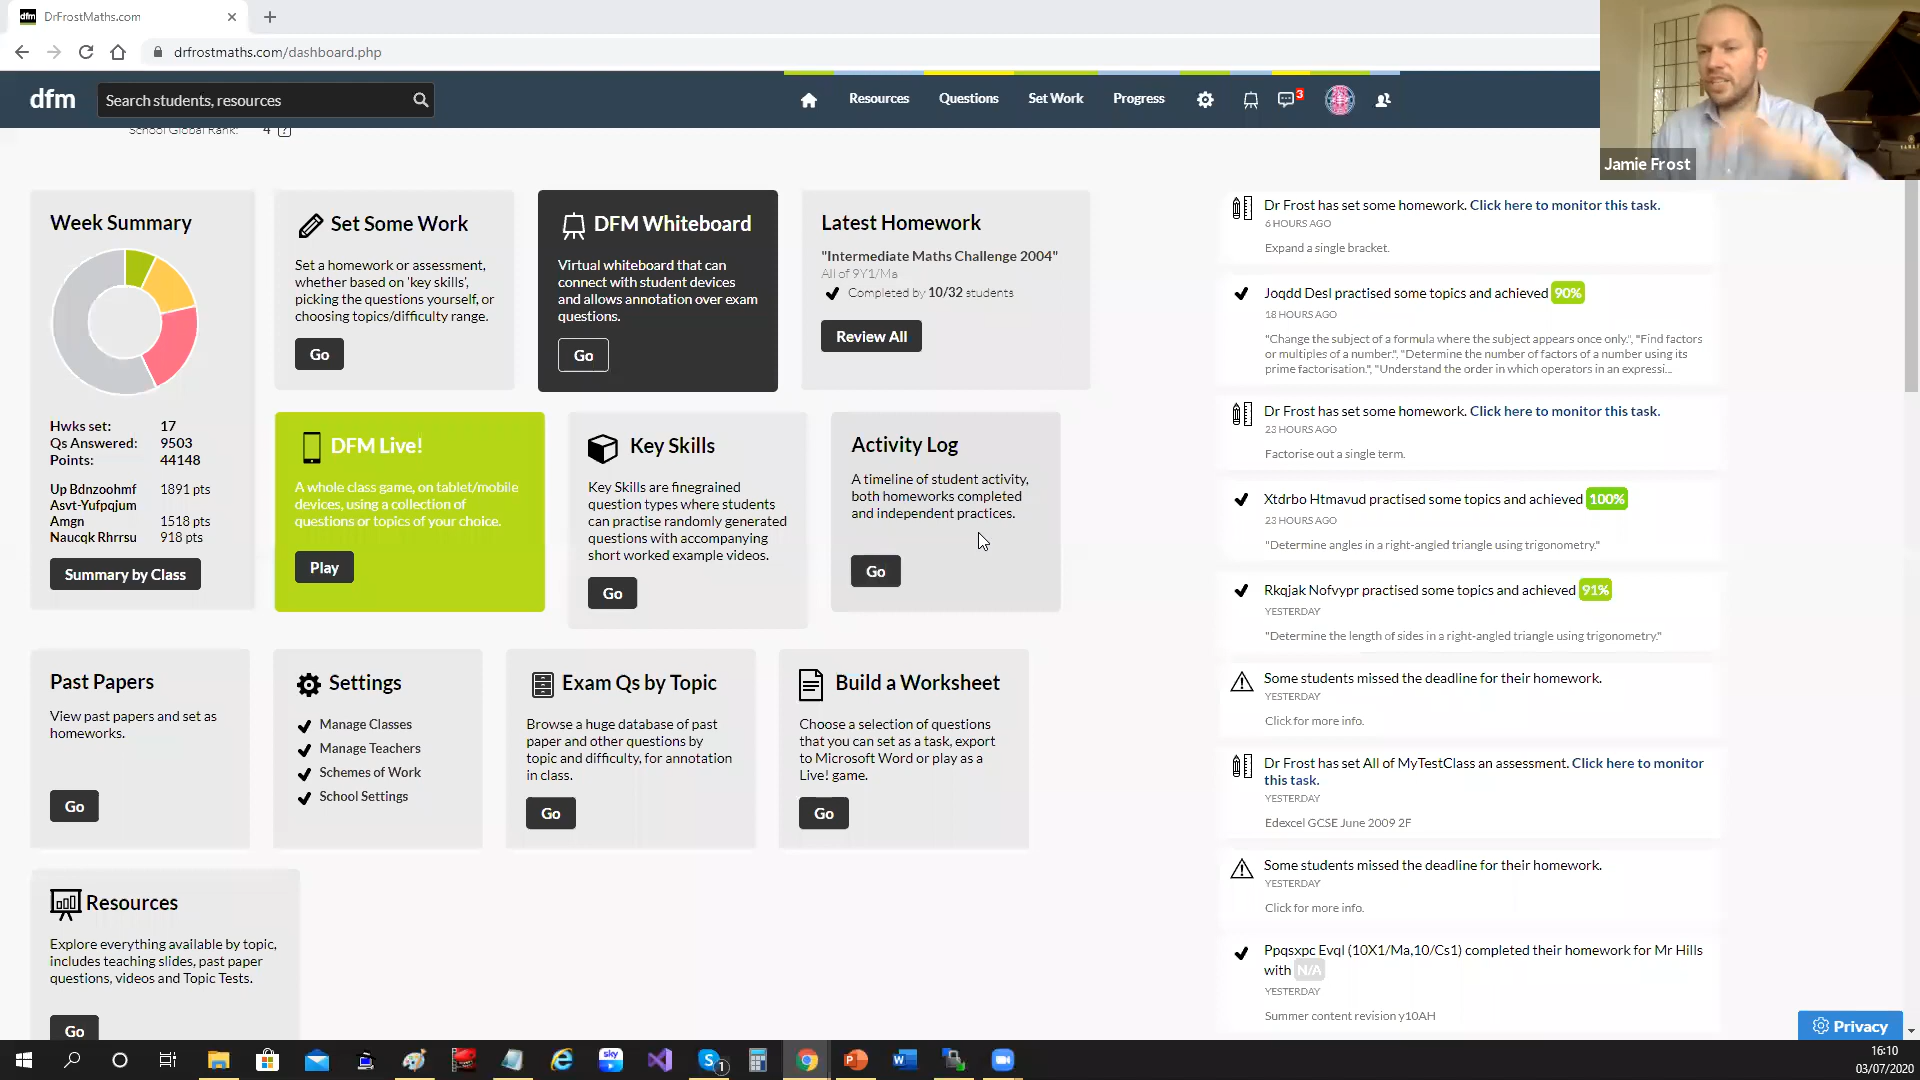 DrFrostMaths.com
drfrostmaths.com/dashboard.php
dfm
Search students, resources
Resources
Questions
Set Work
Progress
3
Jamie Frost
School Global Rank: 4 ?
Week Summary
Hwks set: 17
Qs Answered: 9503
Points: 44148
Up Bdnzoohmf 1891 pts
Asvt-Yufpqjum
Amgn 1518 pts
Naucqk Rhrrsu 918 pts
Summary by Class
Set Some Work
Set a homework or assessment,
whether based on 'key skills',
picking the questions yourself, or
choosing topics/difficulty range.
Go
DFM Whiteboard
Virtual whiteboard that can
connect with student devices
and allows annotation over exam
questions.
Go
Latest Homework
"Intermediate Maths Challenge 2004"
All of 9Y1/Ma
Completed by 10/32 students
Review All
DFM Live!
A whole class game, on tablet/mobile
devices, using a collection of
questions or topics of your choice.
Play
Key Skills
Key Skills are finegrained
question types where students
can practise randomly generated
questions with accompanying
short worked example videos.
Go
Activity Log
A timeline of student activity,
both homeworks completed
and independent practices.
Go
Past Papers
View past papers and set as
homeworks.
Go
Settings
Manage Classes
Manage Teachers
Schemes of Work
School Settings
Exam Qs by Topic
Browse a huge database of past
paper and other questions by
topic and difficulty, for annotation
in class.
Go
Build a Worksheet
Choose a selection of questions
that you can set as a task, export
to Microsoft Word or play as a
Live! game.
Go
Resources
Explore everything available by topic,
includes teaching slides, past paper
questions, videos and Topic Tests.
Go
Dr Frost has set some homework. Click here to monitor this task.
6 HOURS AGO
Expand a single bracket.
Joqdd Desl practised some topics and achieved 90%
18 HOURS AGO
"Change the subject of a formula where the subject appears once only.", "Find factors
or multiples of a number.", "Determine the number of factors of a number using its
prime factorisation.", "Understand the order in which operators in an expressi...
Dr Frost has set some homework. Click here to monitor this task.
23 HOURS AGO
Factorise out a single term.
Xtdrbo Htmavud practised some topics and achieved 100%
23 HOURS AGO
"Determine angles in a right-angled triangle using trigonometry."
Rkqjak Nofvypr practised some topics and achieved 91%
YESTERDAY
"Determine the length of sides in a right-angled triangle using trigonometry."
Some students missed the deadline for their homework.
YESTERDAY
Click for more info.
Dr Frost has set All of MyTestClass an assessment. Click here to monitor
this task.
YESTERDAY
Edexcel GCSE June 2009 2F
Some students missed the deadline for their homework.
YESTERDAY
Click for more info.
Ppqsxpc Evql (10X1/Ma,10/Cs1) completed their homework for Mr Hills
with N/A
YESTERDAY
Summer content revision y10AH
Privacy
sky
1
16:10
03/07/2020